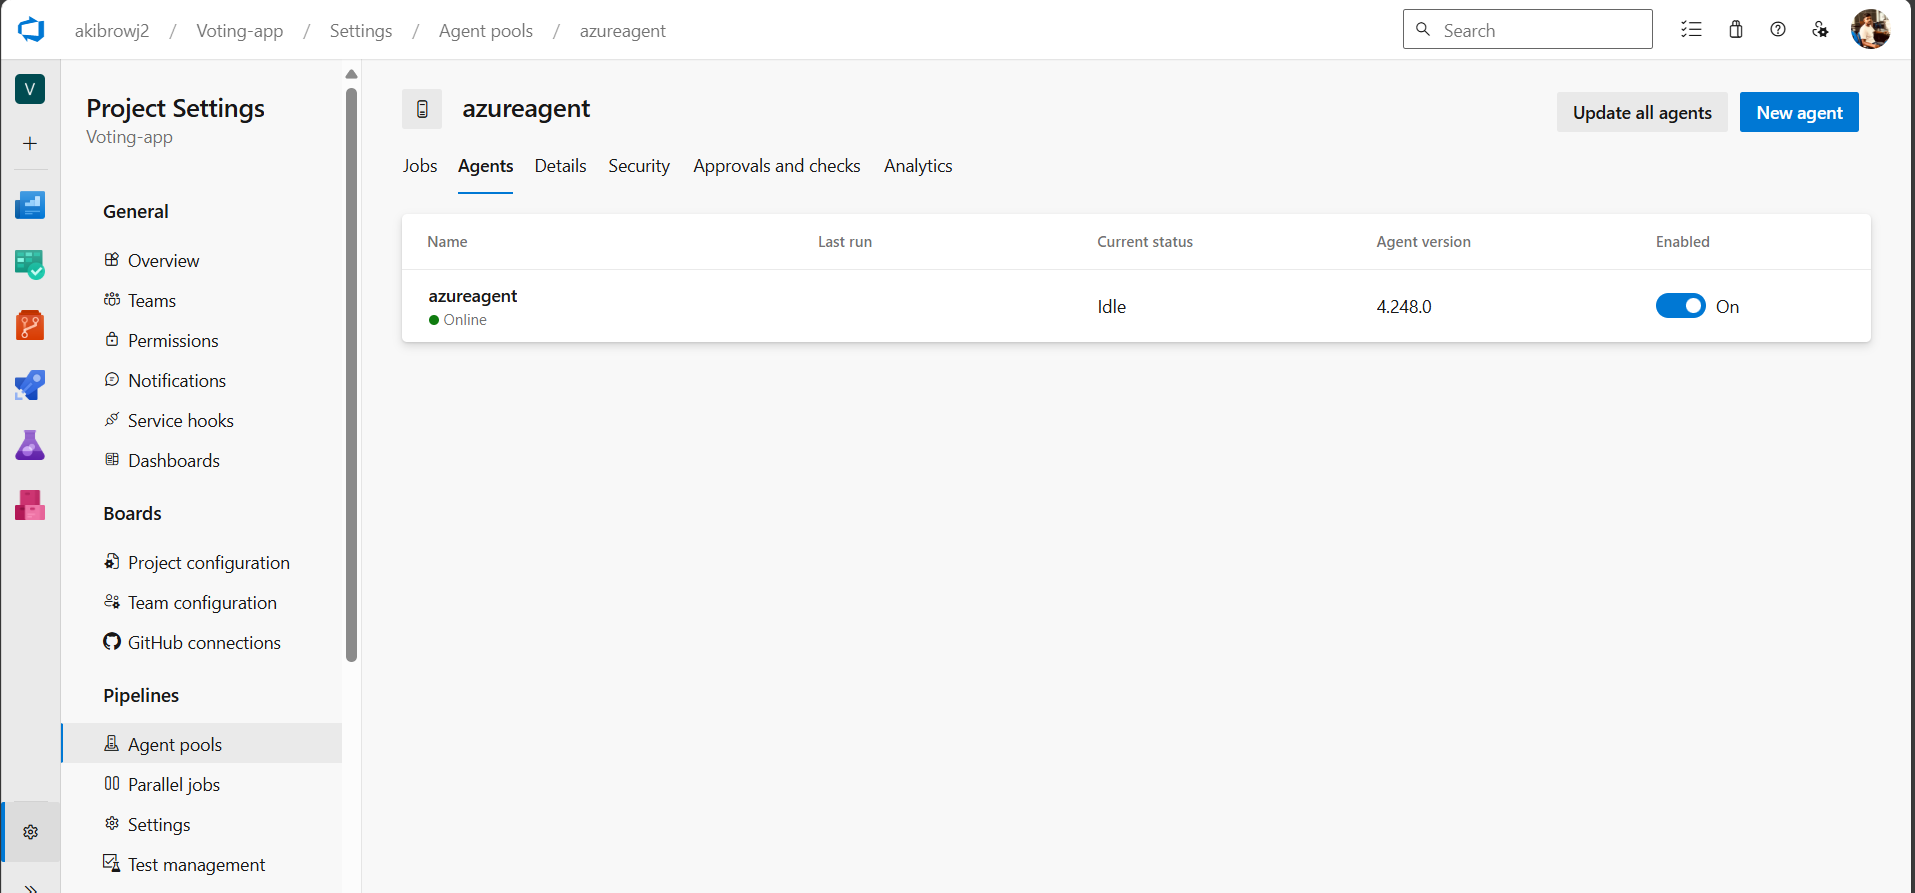 akibrowj2 / Voting-app / Settings / Agent pools / azureagent
Search
V
Project Settings
Voting-app
General
Overview
Teams
Permissions
Notifications
Service hooks
Dashboards
Boards
Project configuration
Team configuration
GitHub connections
Pipelines
Agent pools
Parallel jobs
Settings
Test management
azureagent
Update all agents
New agent
Jobs Agents Details Security Approvals and checks Analytics
Name Last run Current status Agent version Enabled
azureagent
Online
Idle 4.248.0 On